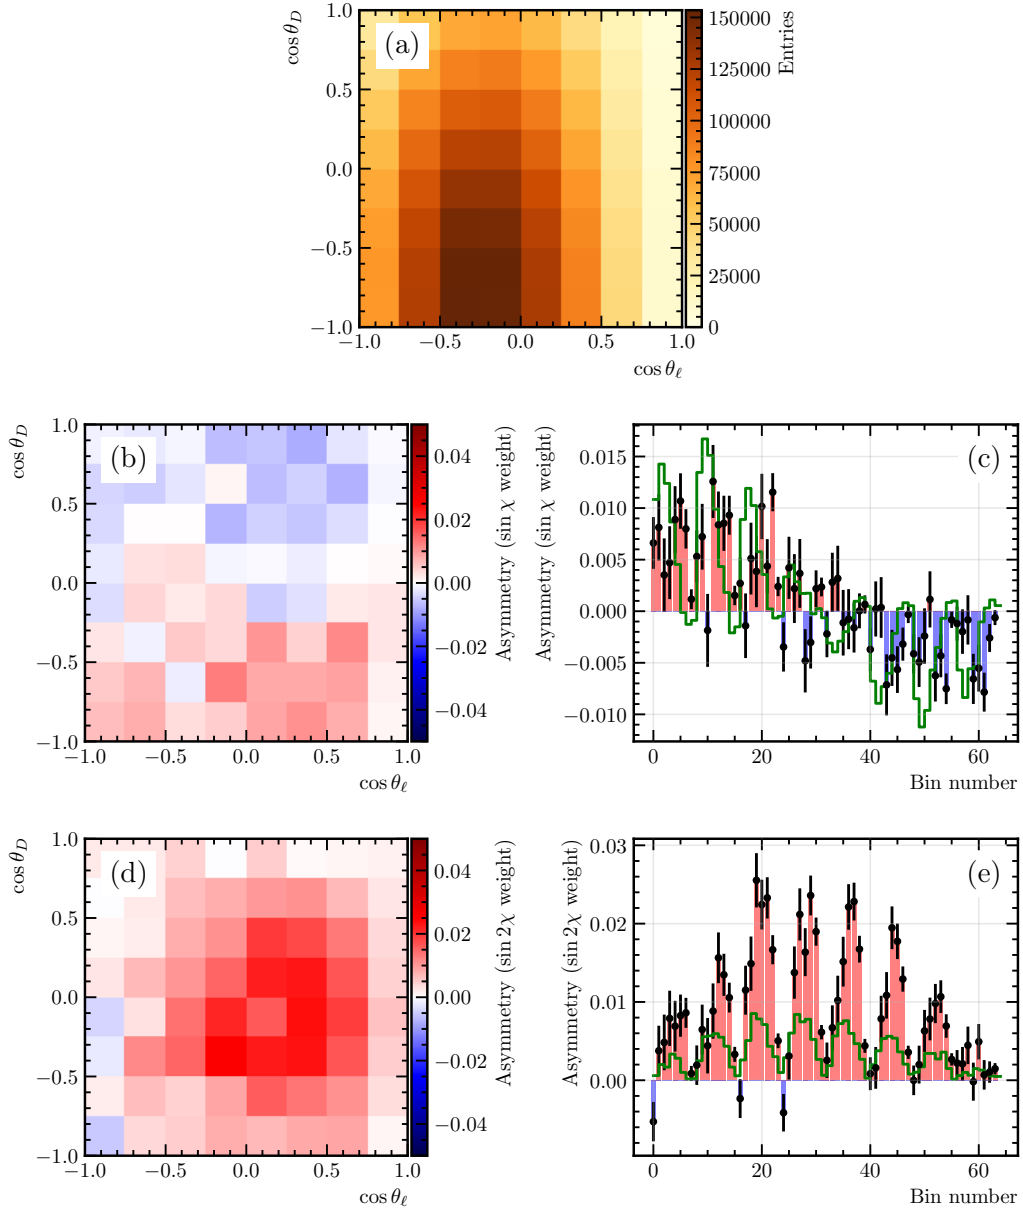 (a)
cos θ_D
1.0
0.5
0.0
−0.5
−1.0
−1.0 −0.5 0.0 0.5 1.0
cos θ_ℓ
150000
125000
100000
75000
50000
25000
0
Entries
(b)
cos θ_D
1.0
0.5
0.0
−0.5
−1.0
−1.0 −0.5 0.0 0.5 1.0
cos θ_ℓ
0.04
0.02
0.00
−0.02
−0.04
Asymmetry (sin χ weight)
(c)
Asymmetry (sin χ weight)
0.015
0.010
0.005
0.000
−0.005
−0.010
0 20 40 60
Bin number
(d)
cos θ_D
1.0
0.5
0.0
−0.5
−1.0
−1.0 −0.5 0.0 0.5 1.0
cos θ_ℓ
0.04
0.02
0.00
−0.02
−0.04
Asymmetry (sin 2χ weight)
(e)
Asymmetry (sin 2χ weight)
0.03
0.02
0.01
0.00
0 20 40 60
Bin number